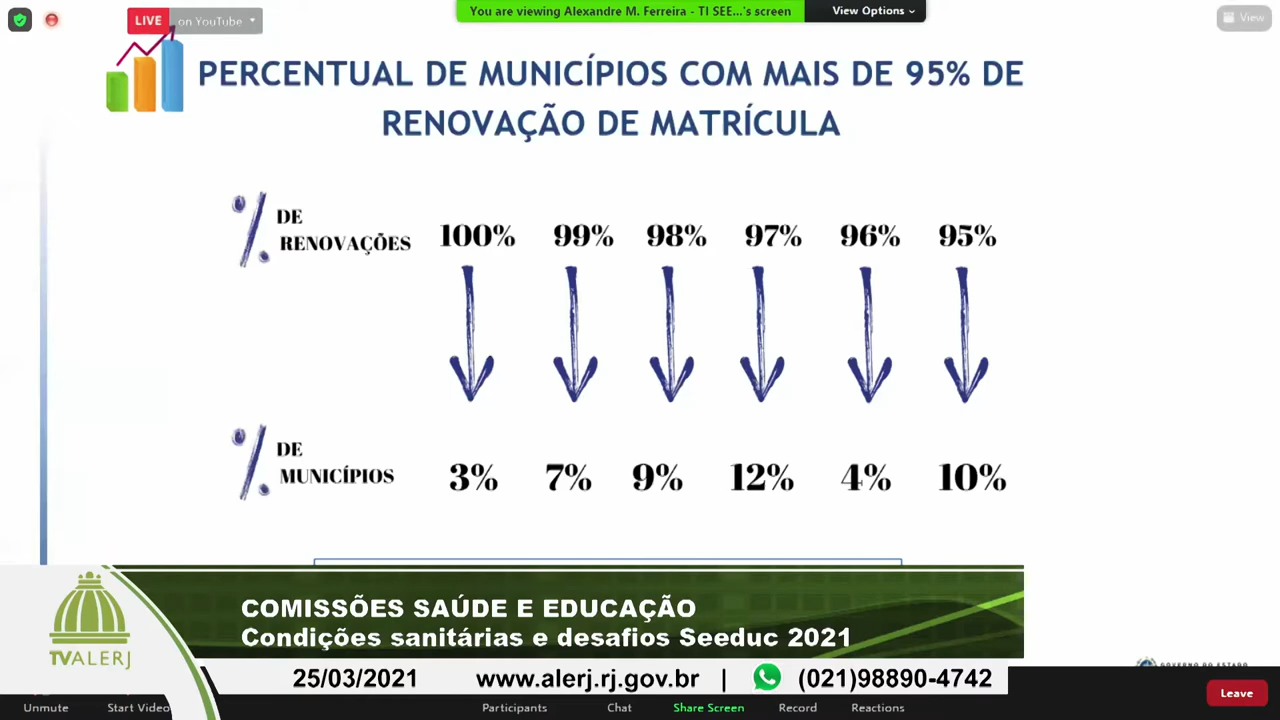 You are viewing Alexandre M. Ferreira - TI SEE...'s screen
View Options
LIVE on YouTube
View
PERCENTUAL DE MUNICÍPIOS COM MAIS DE 95% DE
RENOVAÇÃO DE MATRÍCULA
% DE
RENOVAÇÕES
100% 99% 98% 97% 96% 95%
% DE
MUNICÍPIOS
3% 7% 9% 12% 4% 10%
COMISSÕES SAÚDE E EDUCAÇÃO
Condições sanitárias e desafios Seeduc 2021
TVALERJ
GOVERNO DO ESTADO
25/03/2021 www.alerj.rj.gov.br | (021)98890-4742
Unmute Start Video Participants Chat Share Screen Record Reactions Leave